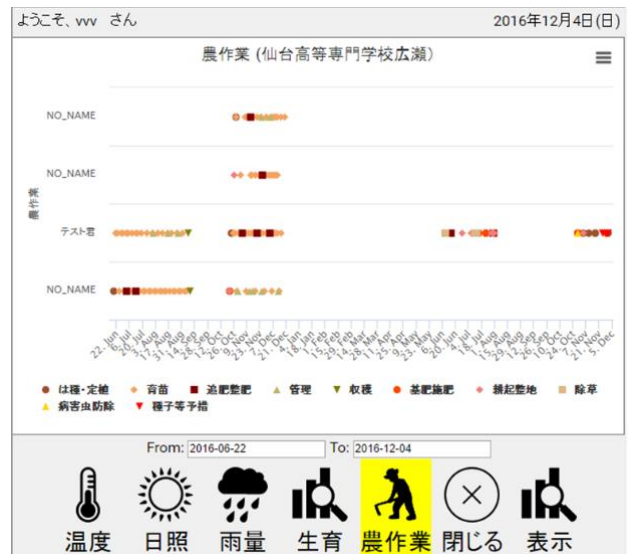 ようこそ、vvv さん 2016年12月4日(日)
農作業 (仙台高等専門学校広瀬)
NO_NAME
NO_NAME
農作業
テスト君
NO_NAME
22. Jun 6. Jul 20. Jul 3. Aug 17. Aug 31. Aug 14. Sep 28. Sep 12. Oct 26. Oct 9. Nov 23. Nov 7. Dec 21. Dec 4. Jan 18. Jan 1. Feb 15. Feb 29. Feb 14. Mar 28. Mar 11. Apr 25. Apr 9. May 23. May 6. Jun 20. Jun 4. Jul 18. Jul 1. Aug 15. Aug 29. Aug 12. Sep 26. Sep 10. Oct 24. Oct 7. Nov 21. Nov 5. Dec
は種・定植 育苗 追肥整肥 管理 収穫 基肥施肥 耕起整地 除草
病害虫防除 種子等予措
From: 2016-06-22 To: 2016-12-04
温度 日照 雨量 生育 農作業 閉じる 表示